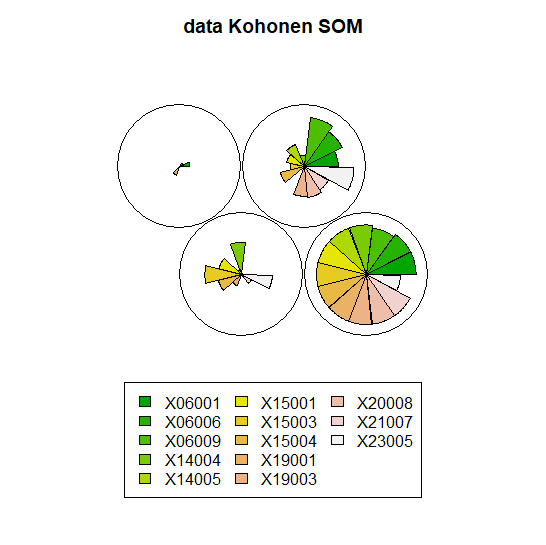 data Kohonen SOM
X06001 X15001 X20008
X06006 X15003 X21007
X06009 X15004 X23005
X14004 X19001
X14005 X19003